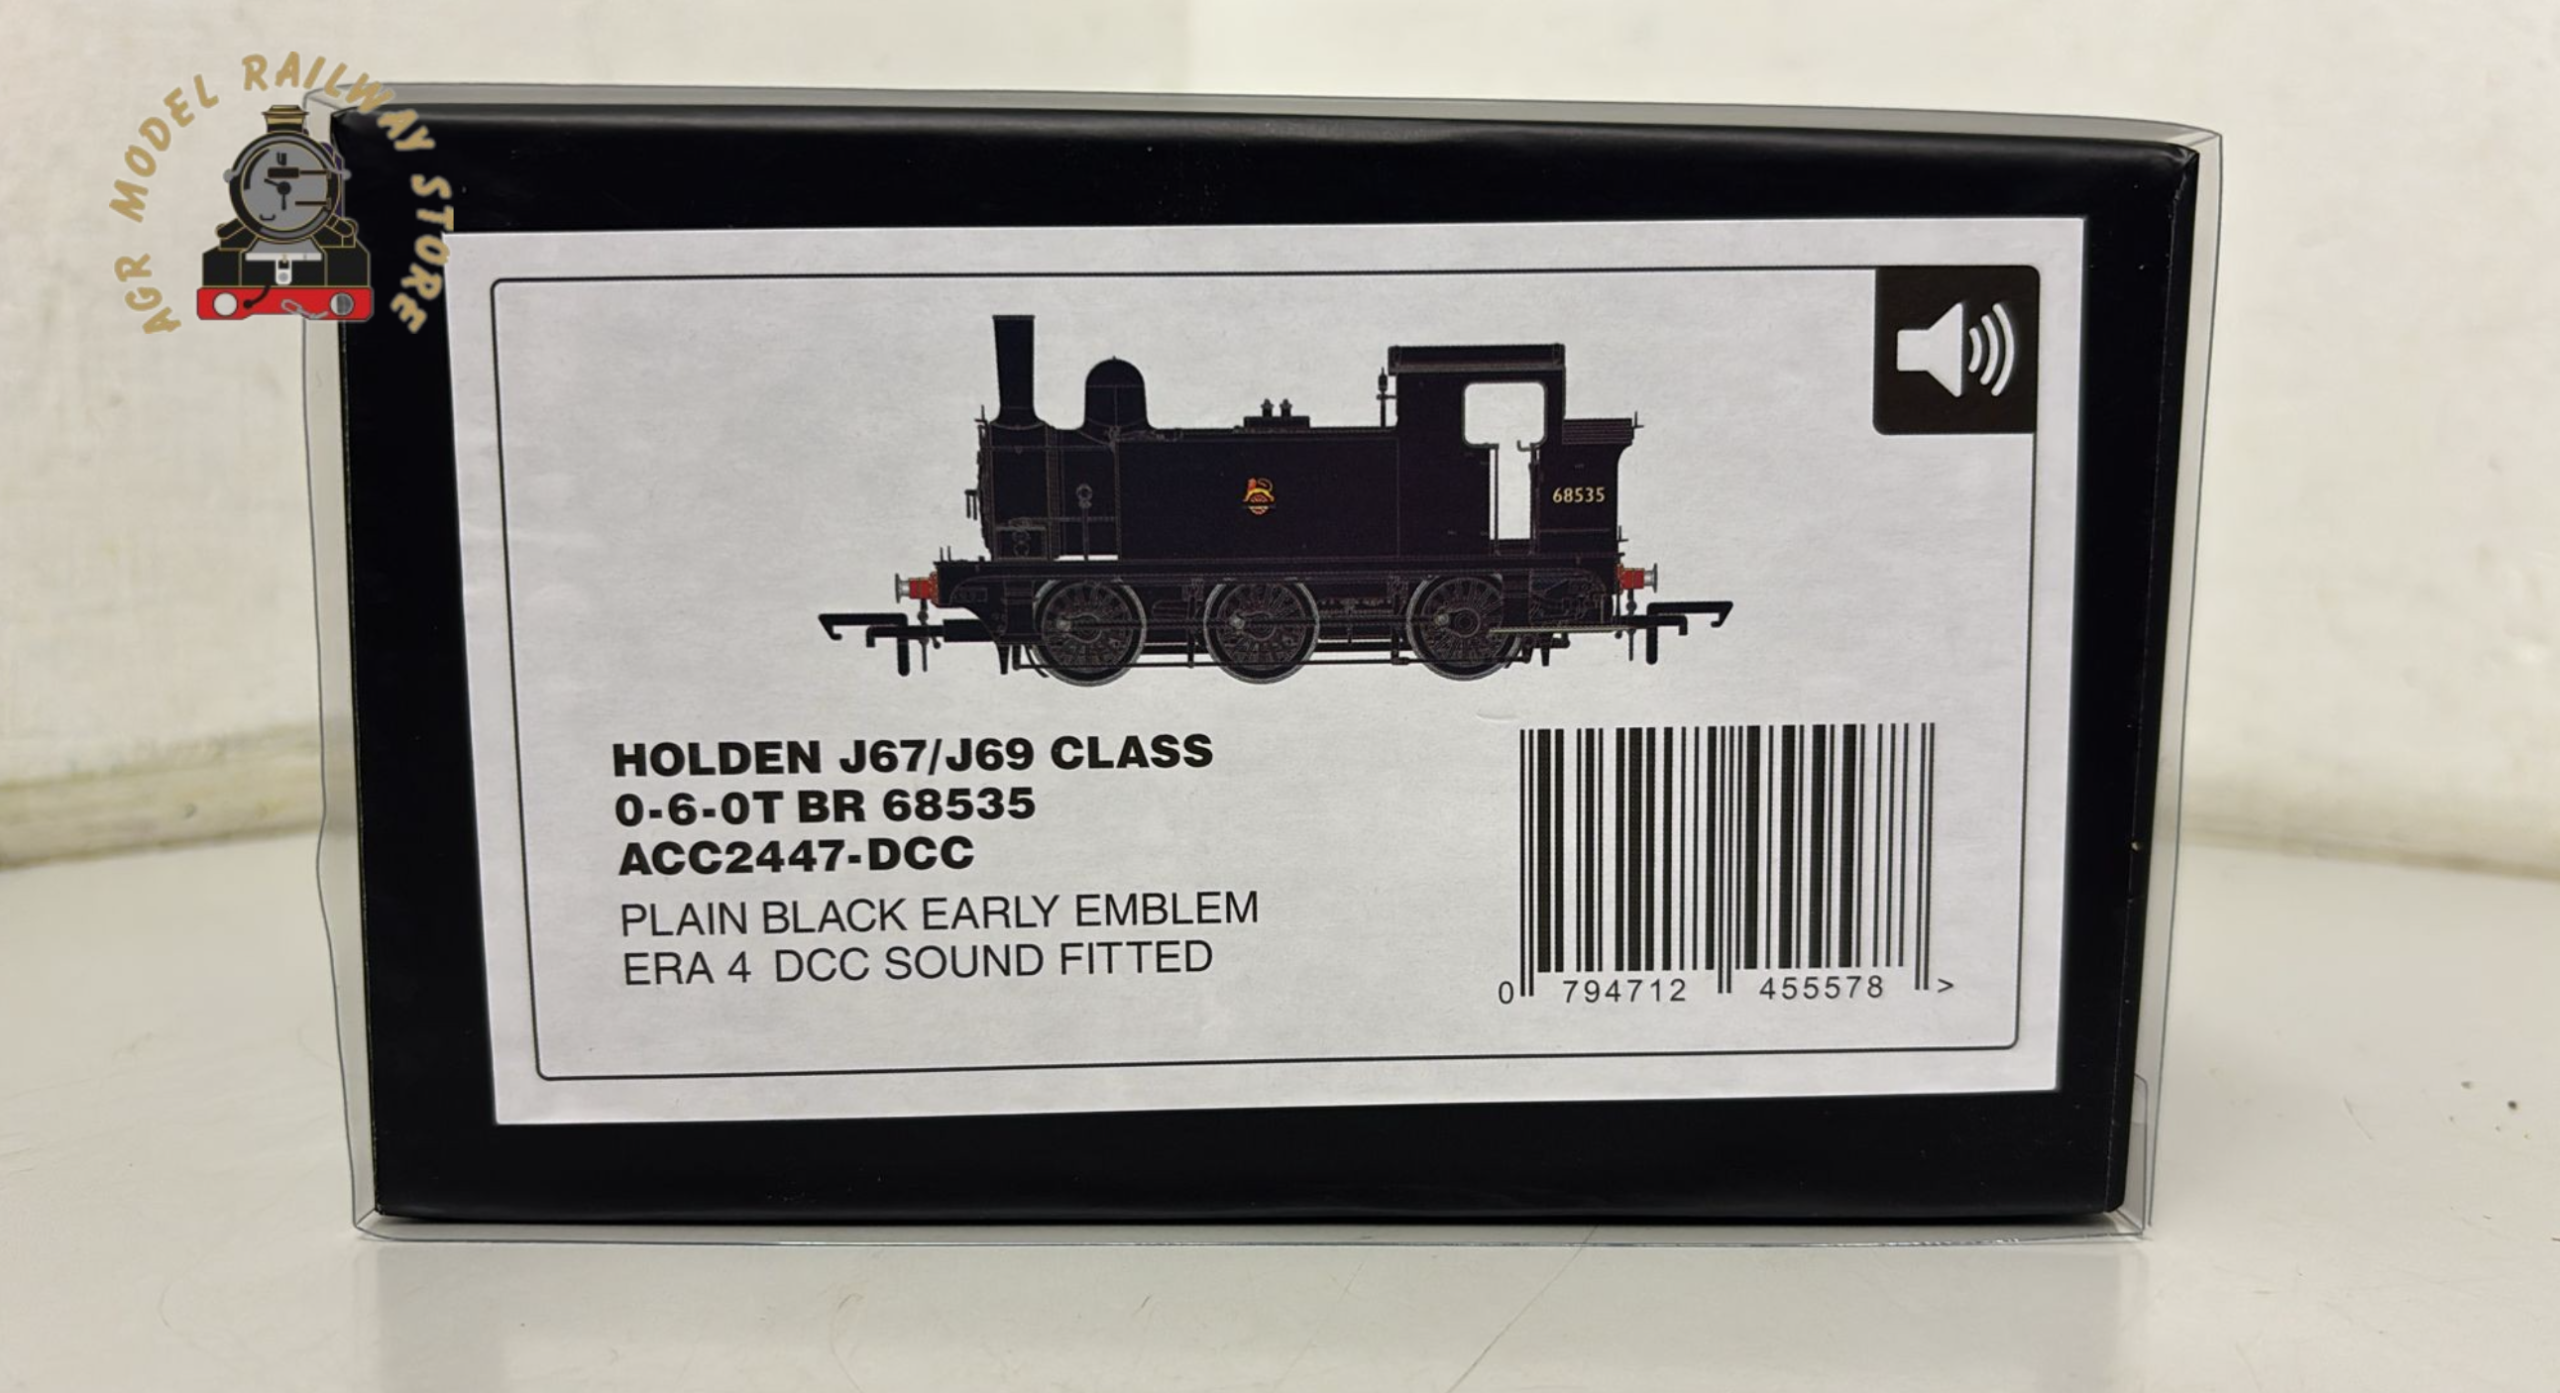 AGR MODEL RAILWAY STORE
68535
HOLDEN J67/J69 CLASS
0-6-0T BR 68535
ACC2447-DCC
PLAIN BLACK EARLY EMBLEM
ERA 4 DCC SOUND FITTED
0 794712 455578 >